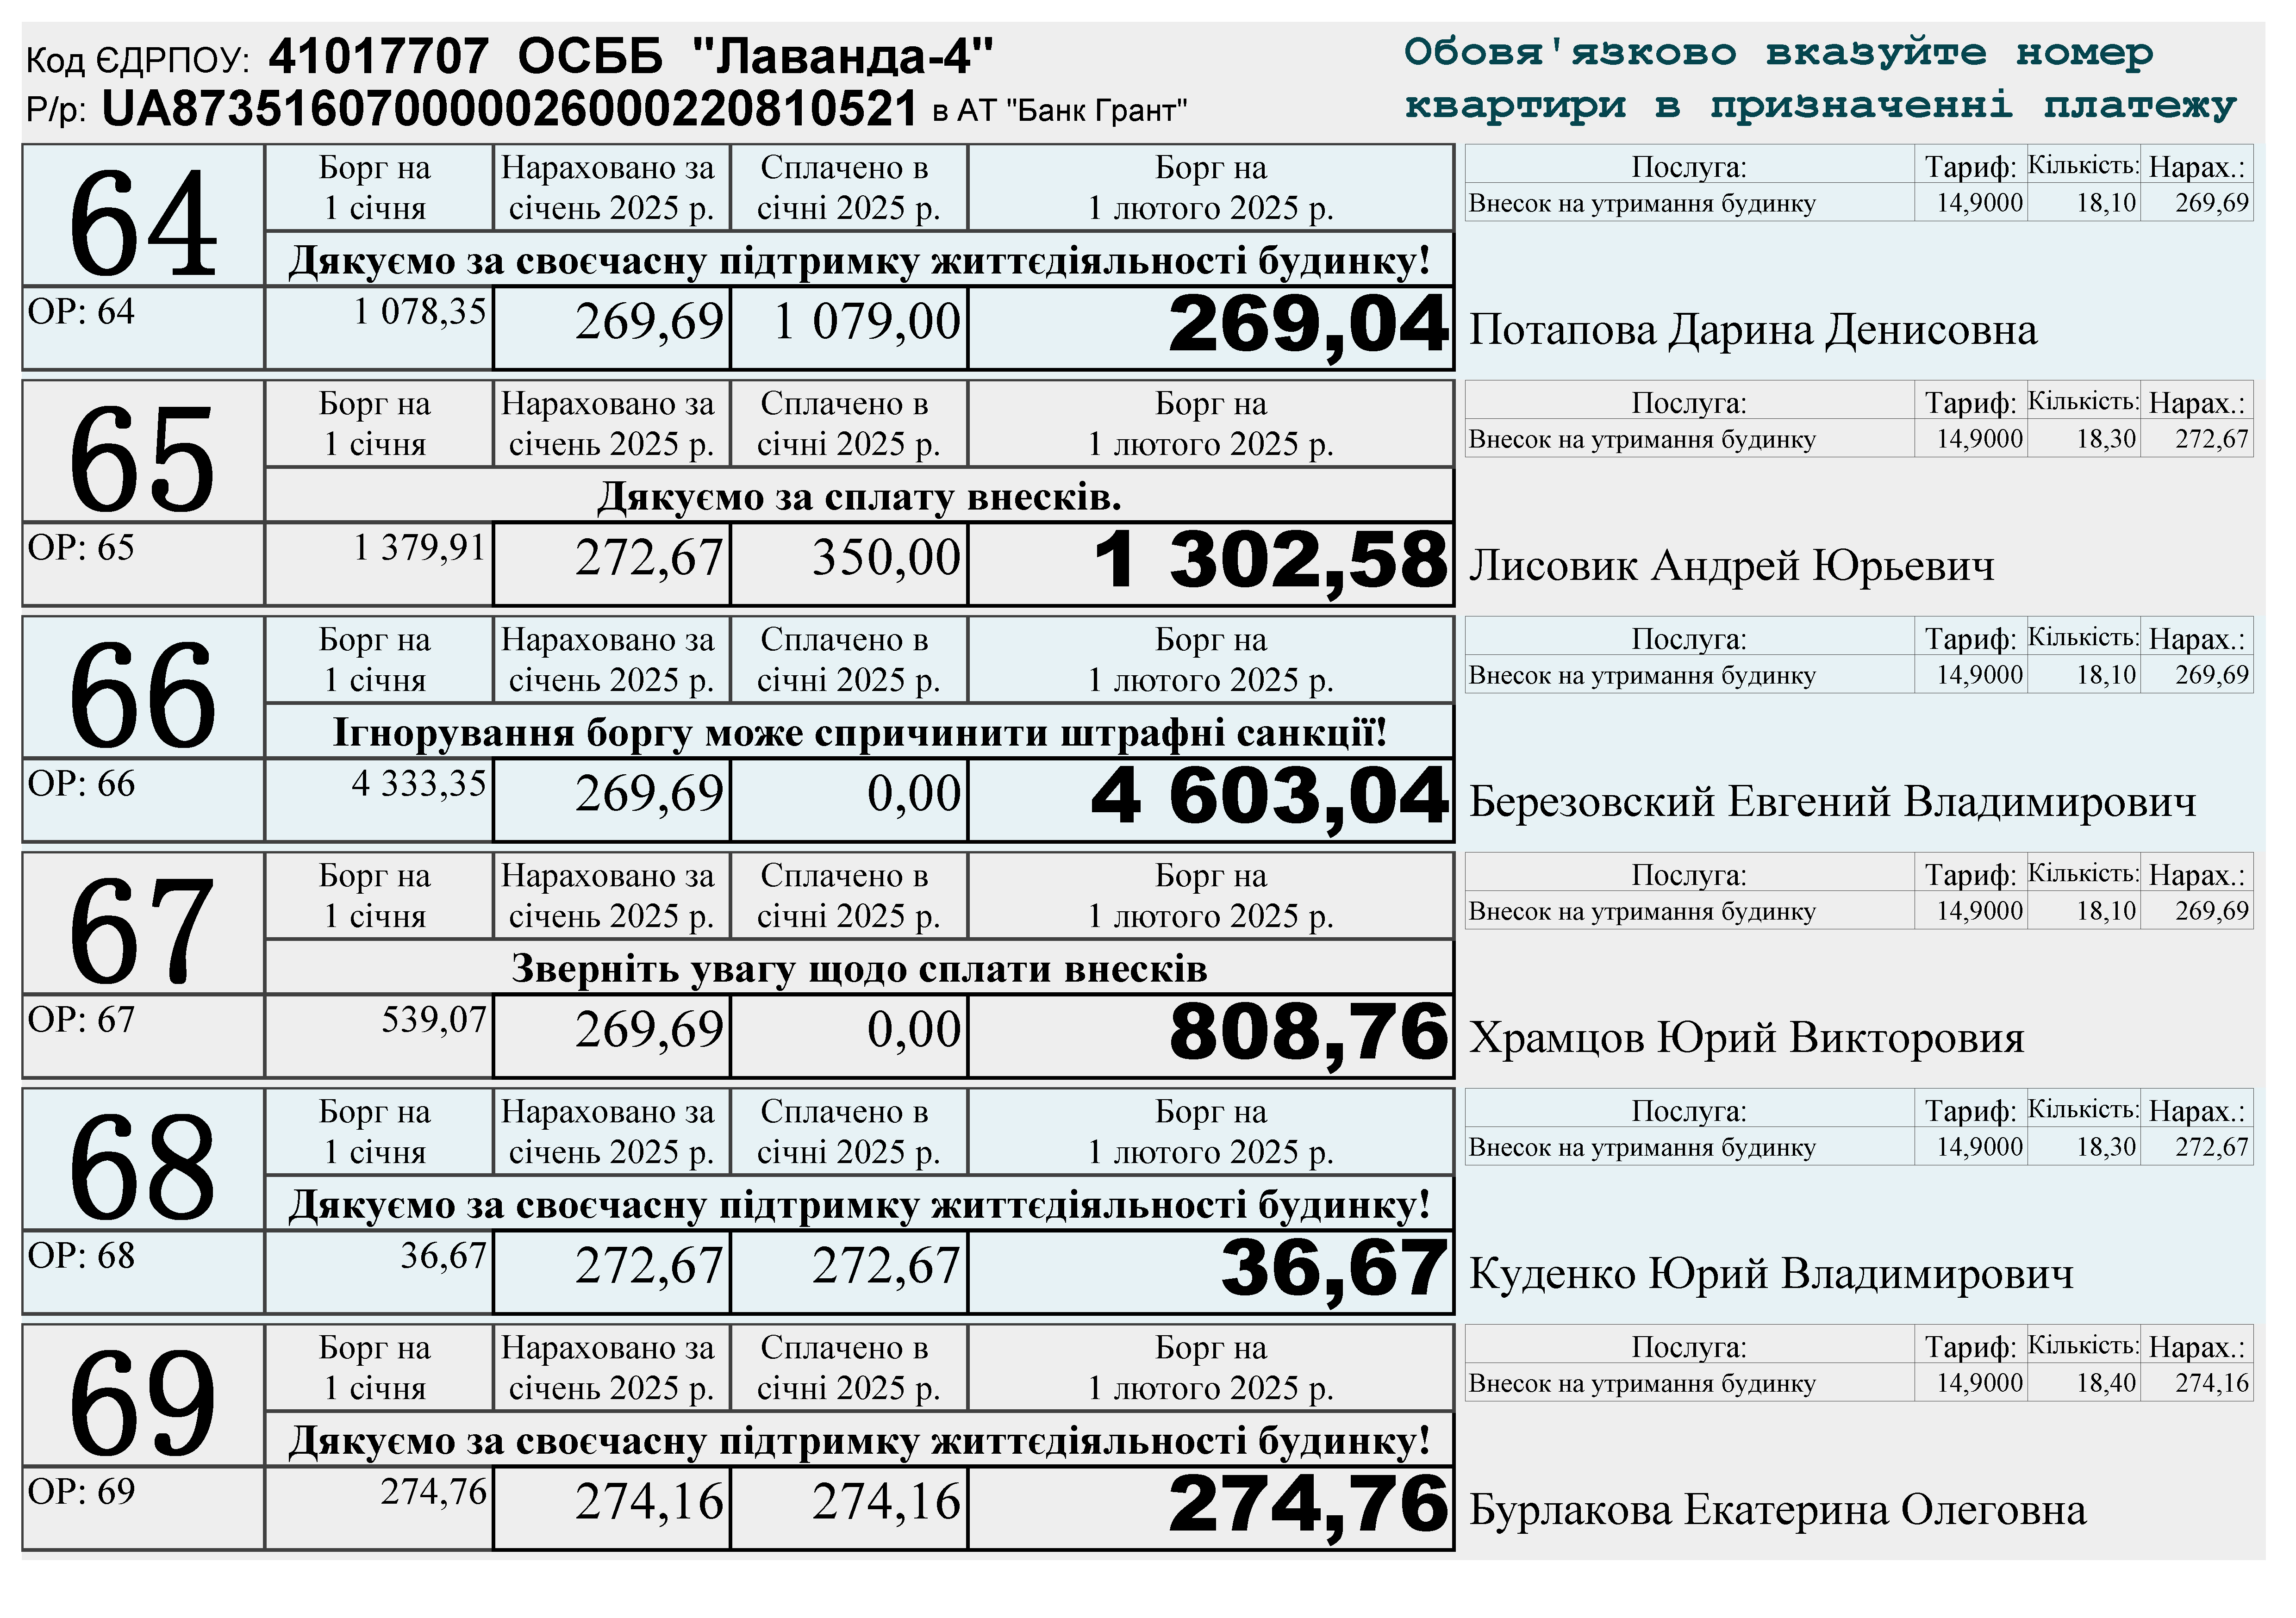 Код ЄДРПОУ: 41017707 ОСББ "Лаванда-4"
Р/р: UA873516070000026000220810521 в АТ "Банк Грант"
Обовя'язково вказуйте номер
квартири в призначенні платежу
64
Борг на 1 січня
Нараховано за січень 2025 р.
Сплачено в січні 2025 р.
Борг на 1 лютого 2025 р.
Послуга: Тариф: Кількість: Нарах.:
Внесок на утримання будинку 14,9000 18,10 269,69
Дякуємо за своєчасну підтримку життєдіяльності будинку!
ОР: 64 1 078,35 269,69 1 079,00 269,04 Потапова Дарина Денисовна
65
Борг на 1 січня
Нараховано за січень 2025 р.
Сплачено в січні 2025 р.
Борг на 1 лютого 2025 р.
Послуга: Тариф: Кількість: Нарах.:
Внесок на утримання будинку 14,9000 18,30 272,67
Дякуємо за сплату внесків.
ОР: 65 1 379,91 272,67 350,00 1 302,58 Лисовик Андрей Юрьевич
66
Борг на 1 січня
Нараховано за січень 2025 р.
Сплачено в січні 2025 р.
Борг на 1 лютого 2025 р.
Послуга: Тариф: Кількість: Нарах.:
Внесок на утримання будинку 14,9000 18,10 269,69
Ігнорування боргу може спричинити штрафні санкції!
ОР: 66 4 333,35 269,69 0,00 4 603,04 Березовский Евгений Владимирович
67
Борг на 1 січня
Нараховано за січень 2025 р.
Сплачено в січні 2025 р.
Борг на 1 лютого 2025 р.
Послуга: Тариф: Кількість: Нарах.:
Внесок на утримання будинку 14,9000 18,10 269,69
Зверніть увагу щодо сплати внесків
ОР: 67 539,07 269,69 0,00 808,76 Храмцов Юрий Викторовия
68
Борг на 1 січня
Нараховано за січень 2025 р.
Сплачено в січні 2025 р.
Борг на 1 лютого 2025 р.
Послуга: Тариф: Кількість: Нарах.:
Внесок на утримання будинку 14,9000 18,30 272,67
Дякуємо за своєчасну підтримку життєдіяльності будинку!
ОР: 68 36,67 272,67 272,67 36,67 Куденко Юрий Владимирович
69
Борг на 1 січня
Нараховано за січень 2025 р.
Сплачено в січні 2025 р.
Борг на 1 лютого 2025 р.
Послуга: Тариф: Кількість: Нарах.:
Внесок на утримання будинку 14,9000 18,40 274,16
Дякуємо за своєчасну підтримку життєдіяльності будинку!
ОР: 69 274,76 274,16 274,16 274,76 Бурлакова Екатерина Олеговна